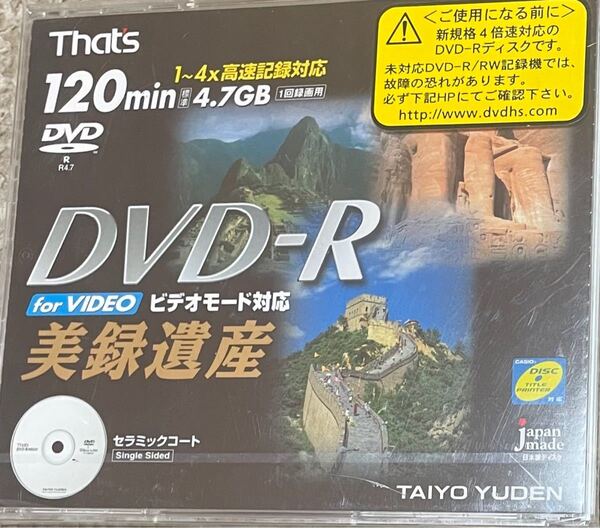 That's
120min
標準
4.7GB
1回録画用
1~4x高速記録対応
DVD
R
R4.7
<ご使用になる前に>
新規格4倍速対応の
DVD-Rディスクです。
未対応DVD-R/RW記録機では、
故障の恐れがあります。
必ず下記HPにてご確認下さい。
http://www.dvdhs.com
DVD-R
for VIDEO
ビデオモード対応
美録遺産
セラミックコート
Single Sided
CASIO
DISC
TITLE
PRINTER
対応
Japan
made
日本製ディスク
TAIYO YUDEN